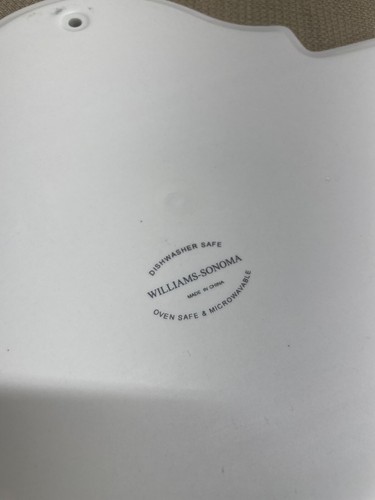 DISHWASHER SAFE
WILLIAMS-SONOMA
MADE IN CHINA
OVEN SAFE & MICROWAVABLE